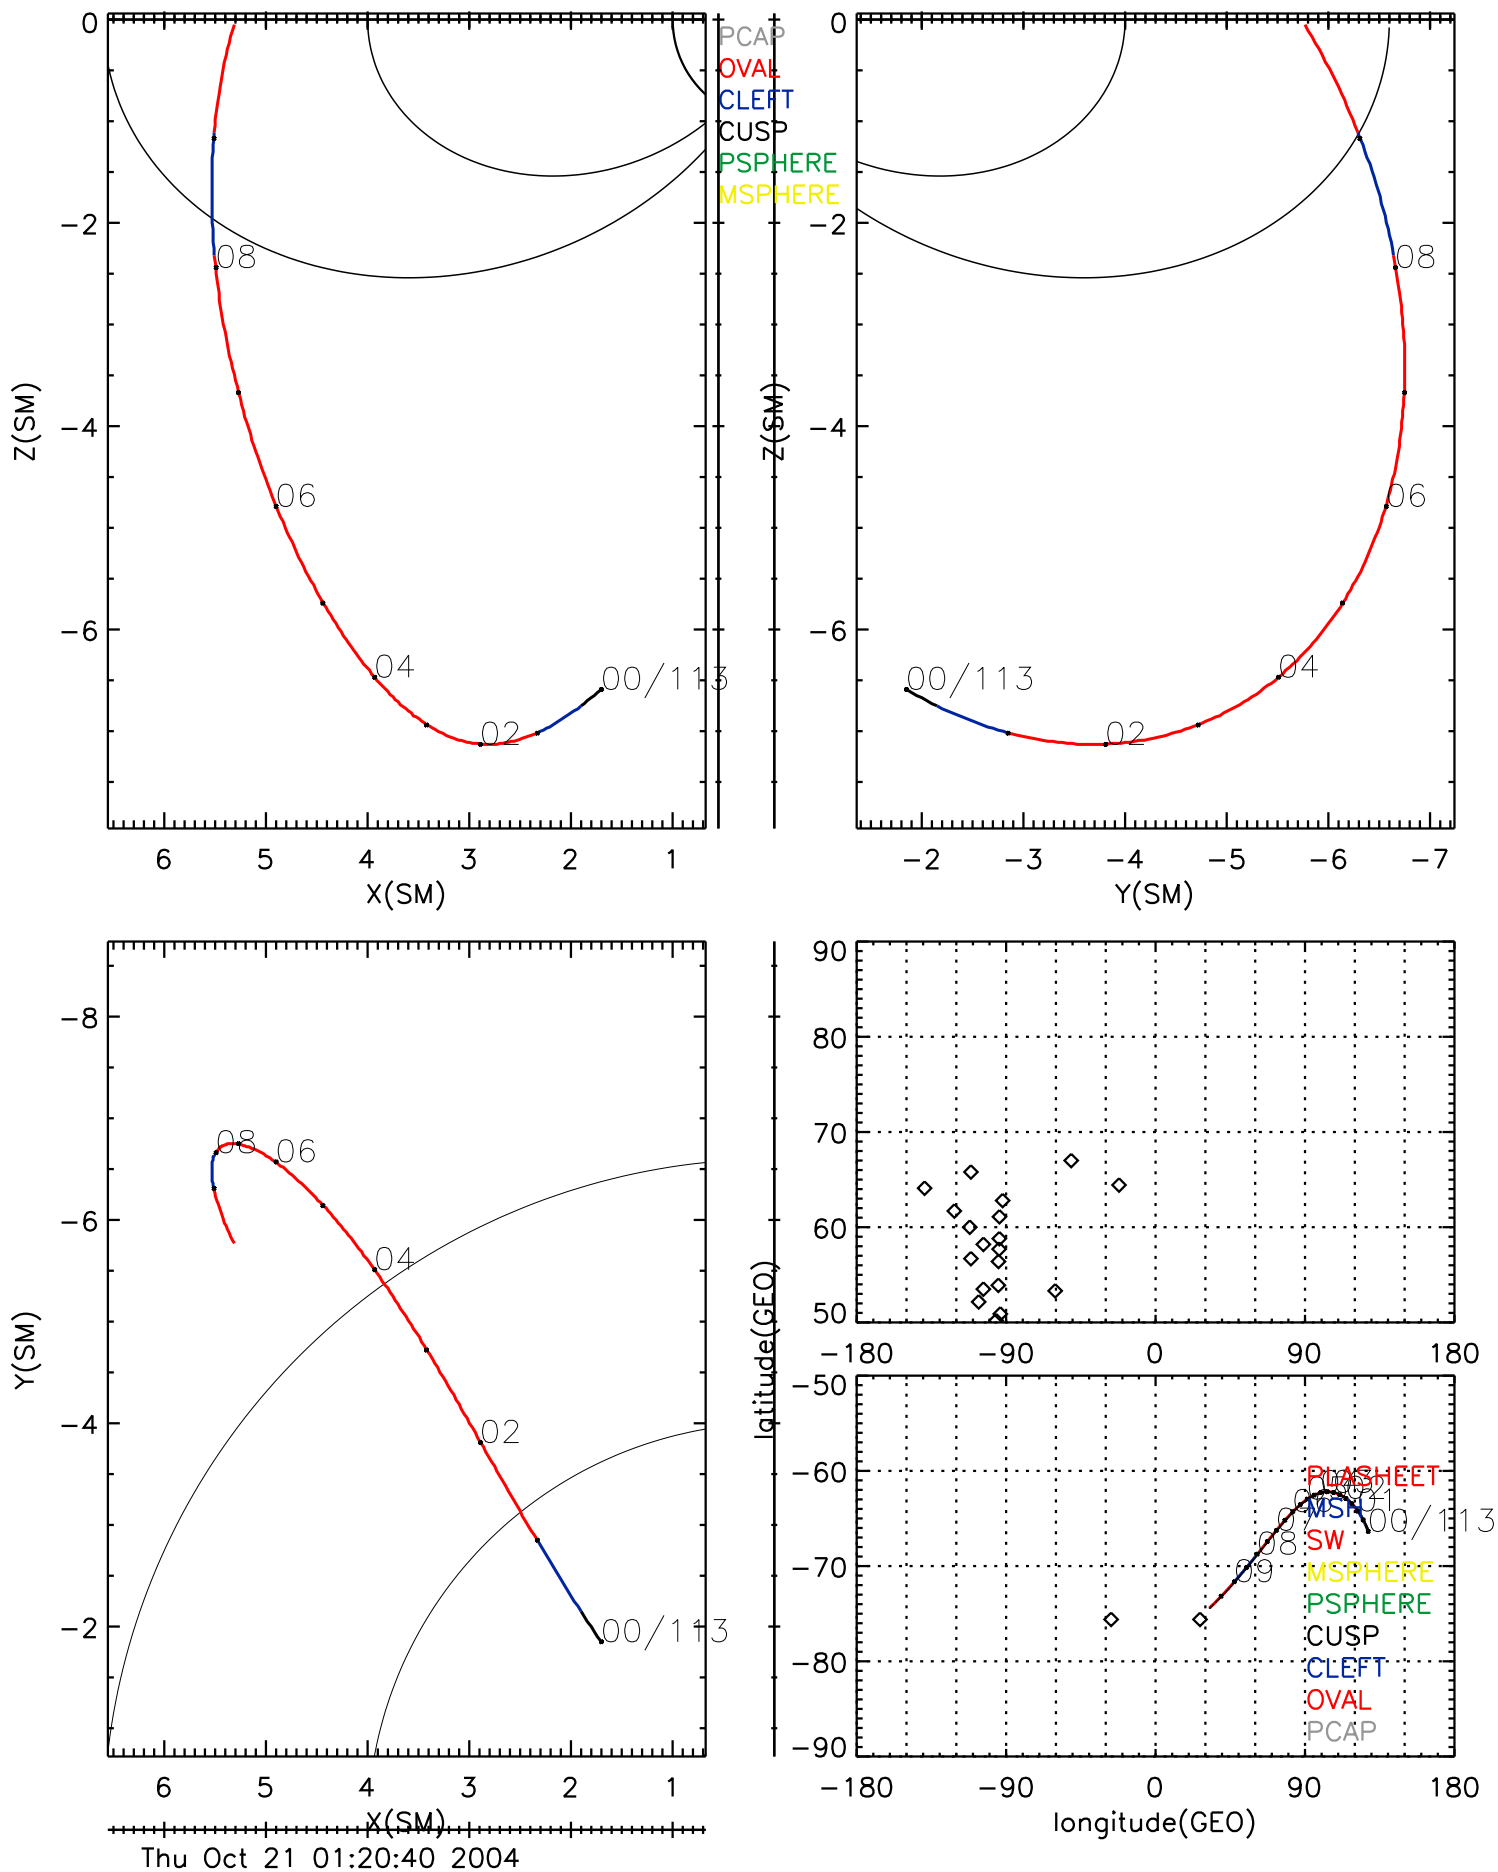 0
−2
−4
−6
Z(SM)
08
06
04
02
00/113
6 5 4 3 2 1
X(SM)
PCAP
OVAL
CLEFT
CUSP
PSPHERE
MSPHERE
0
−2
−4
−6
Z(SM)
08
06
04
02
00/113
−2 −3 −4 −5 −6 −7
Y(SM)
−8
−6
−4
−2
Y(SM)
08
06
04
02
00/113
6 5 4 3 2 1
X(SM)
90
80
70
60
50
−180 −90 0 90 180
latitude(GEO)
−50
−60
−70
−80
−90
PLASHEET
MSH
SW
MSPHERE
PSPHERE
CUSP
CLEFT
OVAL
PCAP
00/113
08
09
−180 −90 0 90 180
longitude(GEO)
Thu Oct 21 01:20:40 2004